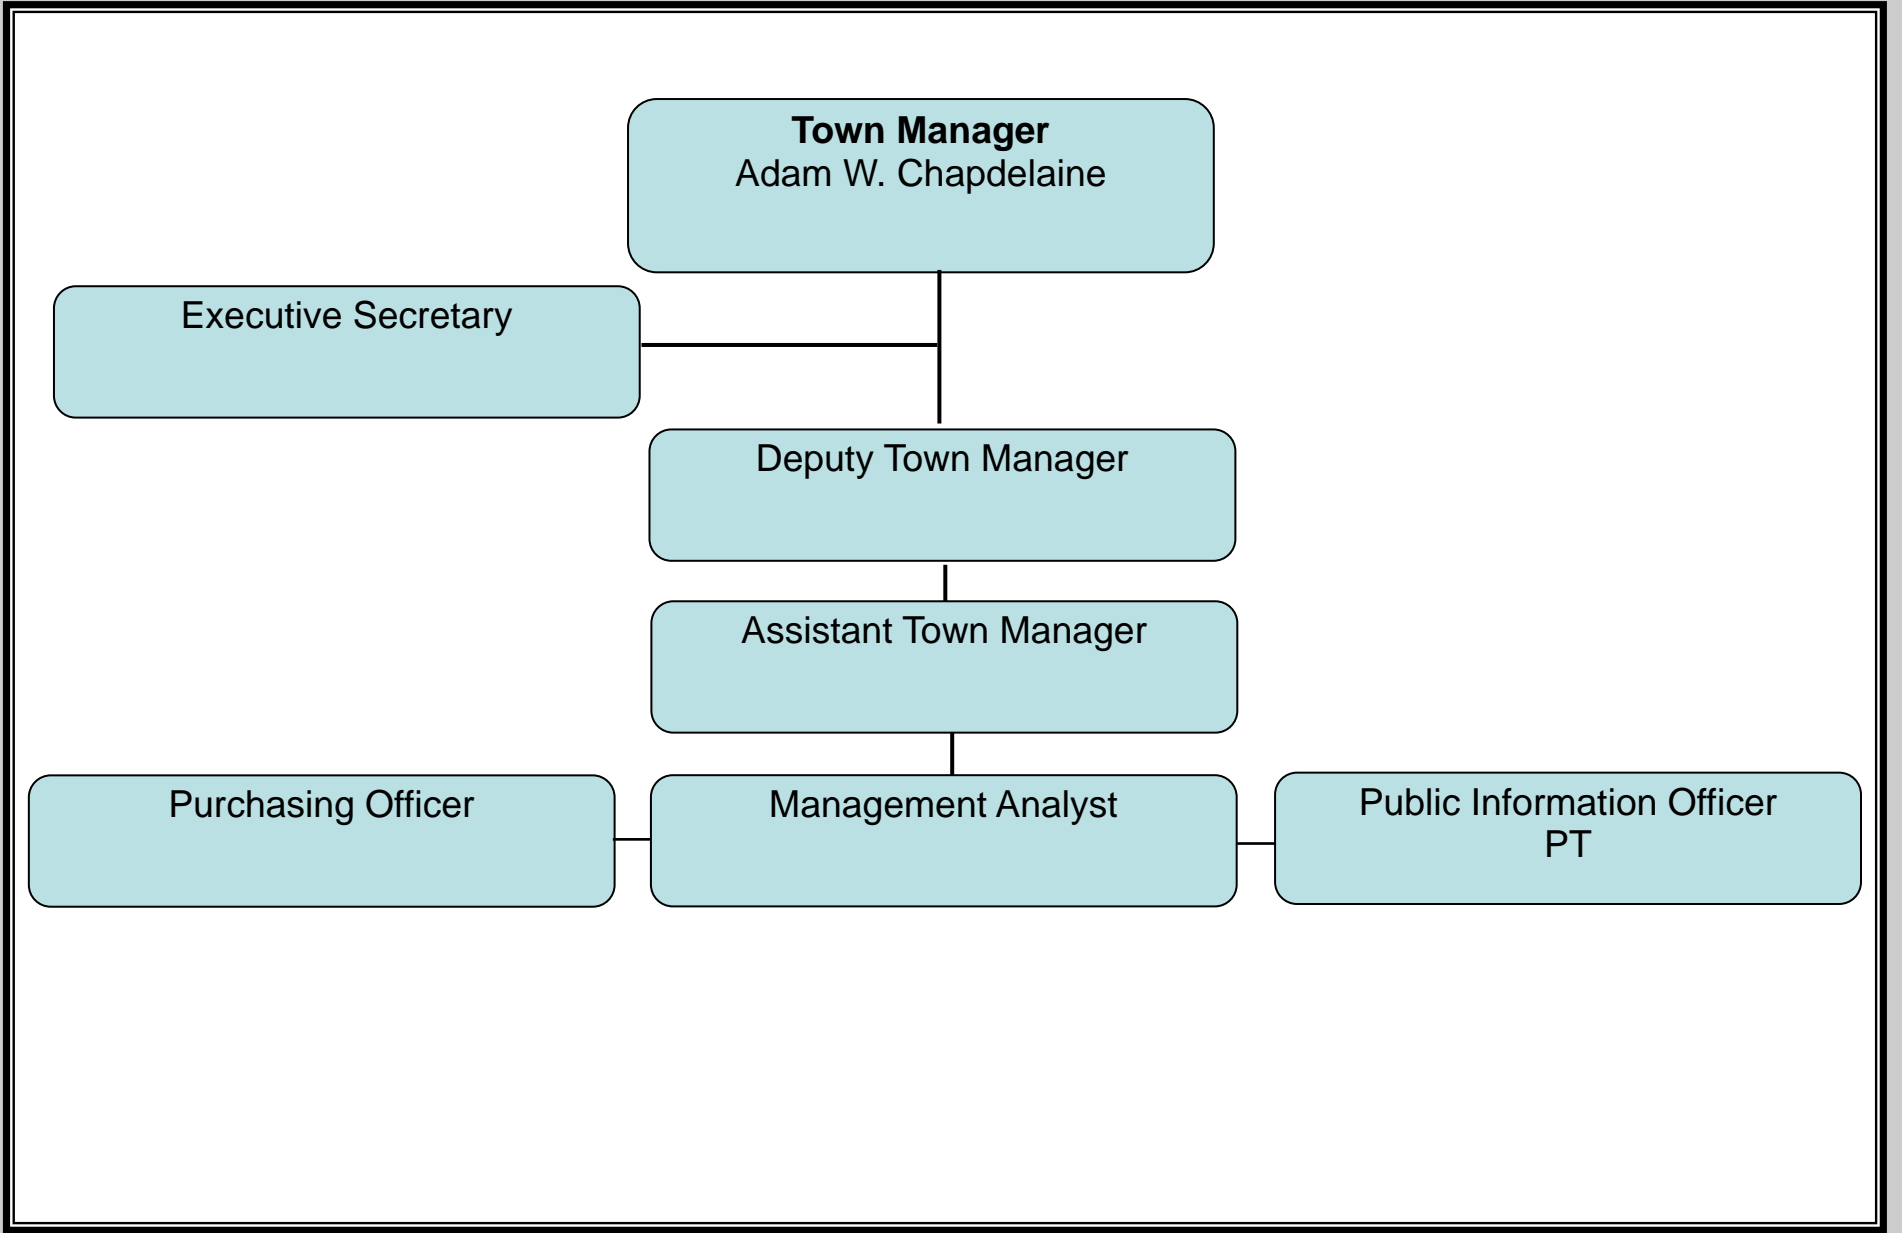 Town Manager
Adam W. Chapdelaine
Executive Secretary
Deputy Town Manager
Assistant Town Manager
Purchasing Officer
Management Analyst
Public Information Officer
PT